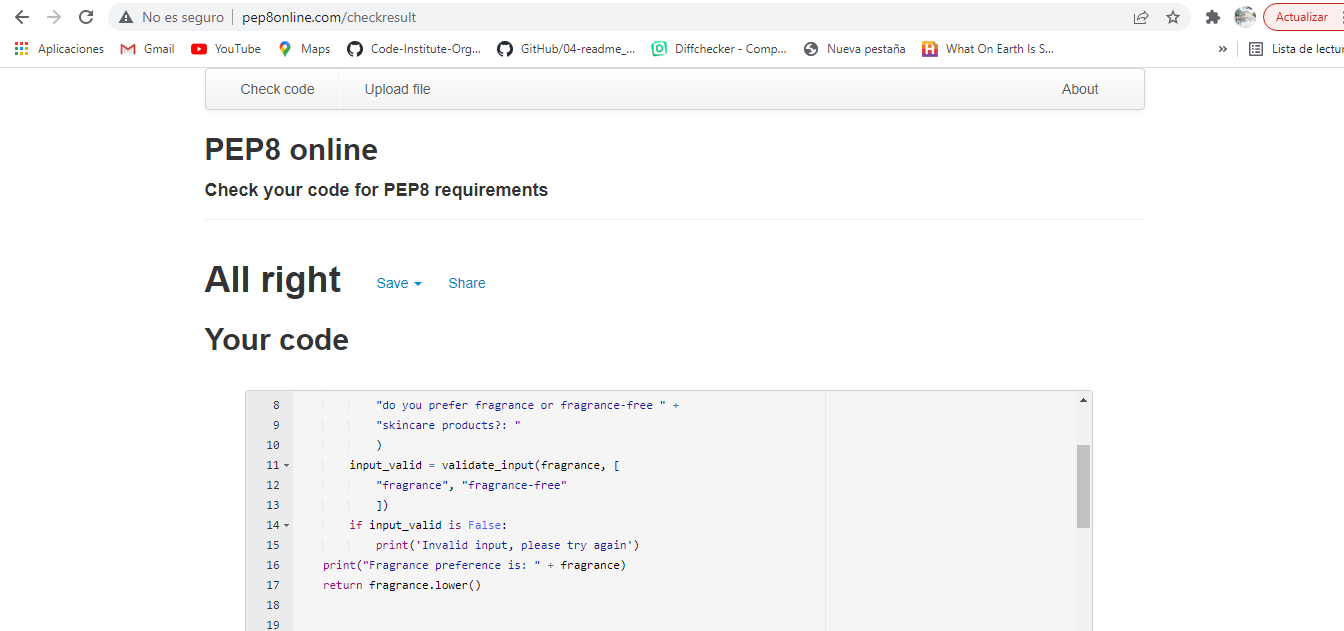 No es seguro | pep8online.com/checkresult Actualizar
Aplicaciones Gmail YouTube Maps Code-Institute-Org... GitHub/04-readme_... Diffchecker - Comp... Nueva pestaña What On Earth Is S... » Lista de lectur
Check code Upload file About
PEP8 online
Check your code for PEP8 requirements
All right Save Share
Your code
8 "do you prefer fragrance or fragrance-free " +
9 "skincare products?: "
10 )
11 input_valid = validate_input(fragrance, [
12 "fragrance", "fragrance-free"
13 ])
14 if input_valid is False:
15 print('Invalid input, please try again')
16 print("Fragrance preference is: " + fragrance)
17 return fragrance.lower()
18
19